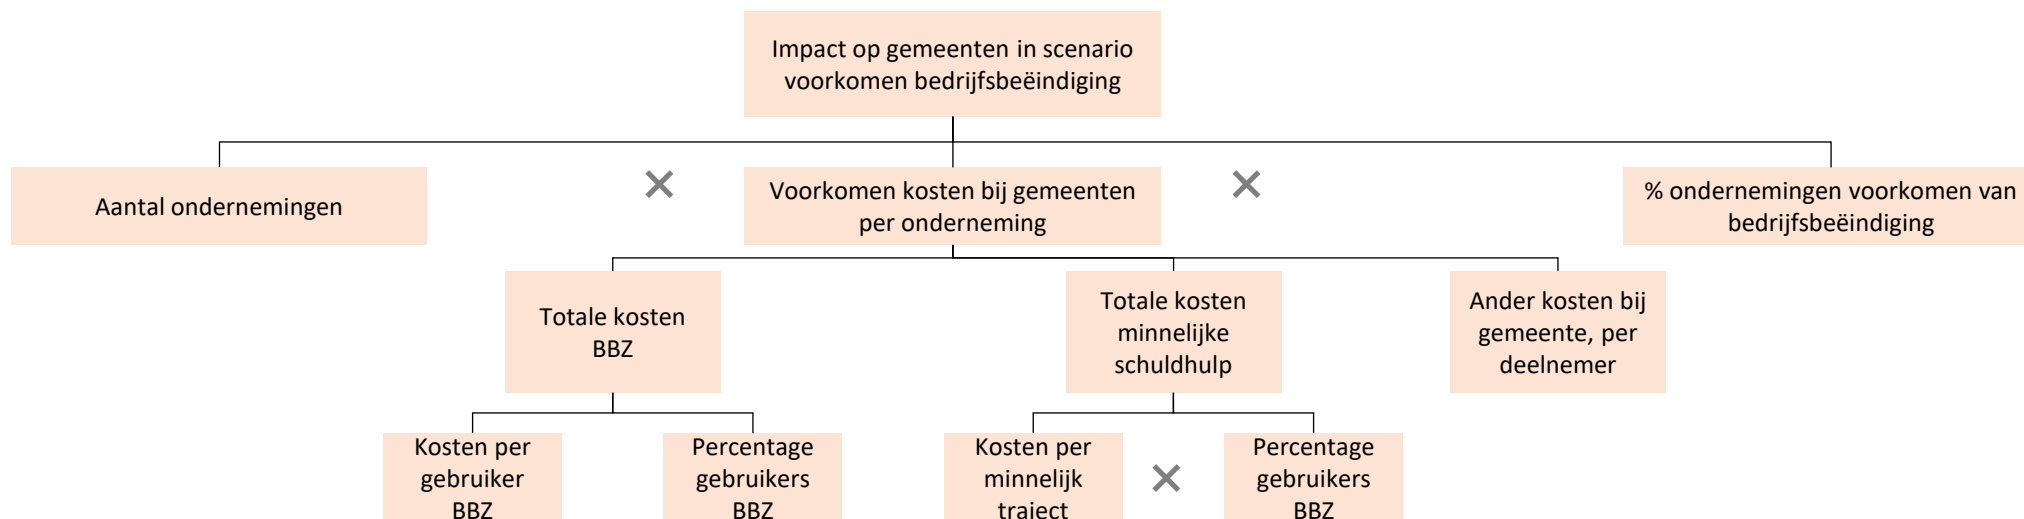 Impact op gemeenten in scenario
voorkomen bedrijfsbeëindiging
Aantal ondernemingen
Voorkomen kosten bij gemeenten
per onderneming
% ondernemingen voorkomen van
bedrijfsbeëindiging
Totale kosten
BBZ
Totale kosten
minnelijke
schuldhulp
Ander kosten bij
gemeente, per
deelnemer
Kosten per
gebruiker
BBZ
Percentage
gebruikers
BBZ
Kosten per
minnelijk
traject
Percentage
gebruikers
BBZ